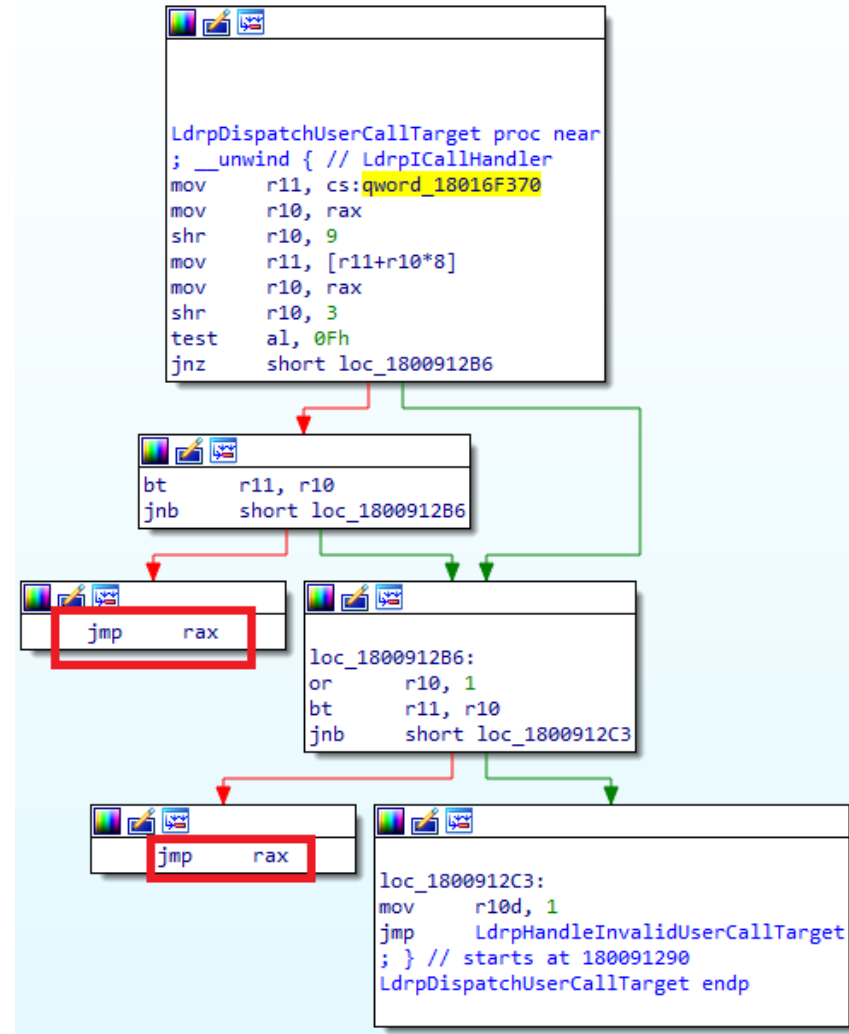 LdrpDispatchUserCallTarget proc near
; __unwind { // LdrpICallHandler
mov r11, cs:qword_18016F370
mov r10, rax
shr r10, 9
mov r11, [r11+r10*8]
mov r10, rax
shr r10, 3
test al, 0Fh
jnz short loc_1800912B6
bt r11, r10
jnb short loc_1800912B6
jmp rax
loc_1800912B6:
or r10, 1
bt r11, r10
jnb short loc_1800912C3
jmp rax
loc_1800912C3:
mov r10d, 1
jmp LdrpHandleInvalidUserCallTarget
; } // starts at 180091290
LdrpDispatchUserCallTarget endp